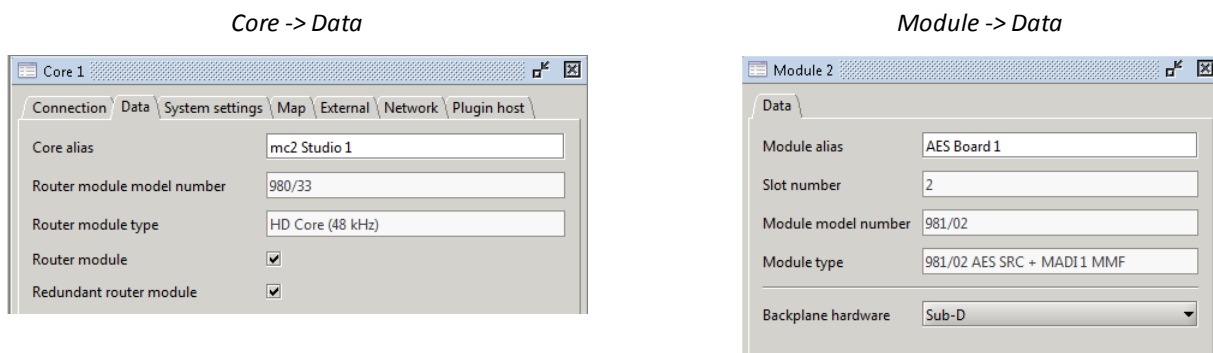 Core -> Data
Core 1
Connection Data System settings Map External Network Plugin host
Core alias mc2 Studio 1
Router module model number 980/33
Router module type HD Core (48 kHz)
Router module
Redundant router module
Module -> Data
Module 2
Data
Module alias AES Board 1
Slot number 2
Module model number 981/02
Module type 981/02 AES SRC + MADI 1 MMF
Backplane hardware Sub-D